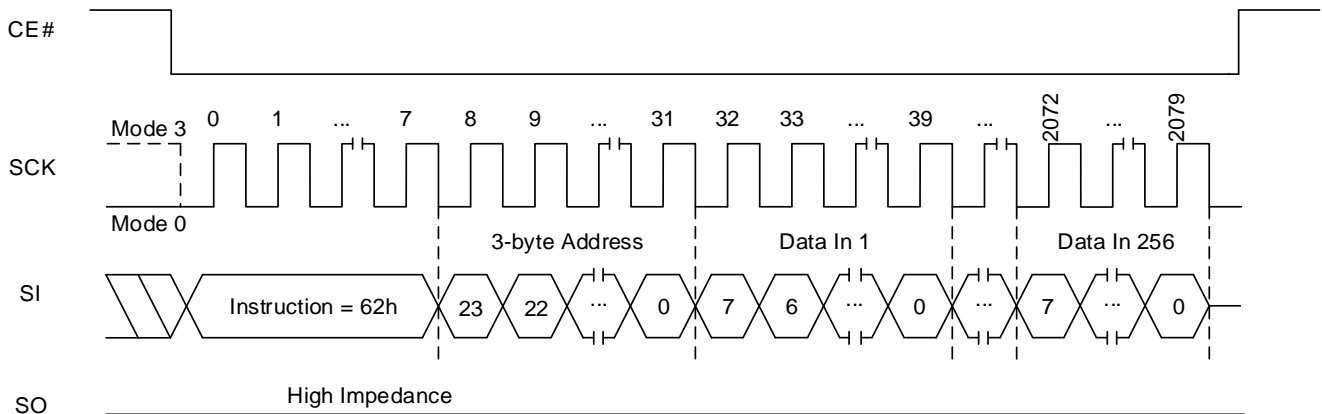 CE#
0 1 ... 7 8 9 ... 31 32 33 ... 39 ... 2072 ... 2079
Mode 3
SCK
Mode 0
3-byte Address Data In 1 Data In 256
SI Instruction = 62h 23 22 ... 0 7 6 ... 0 ... 7 ... 0
High Impedance
SO